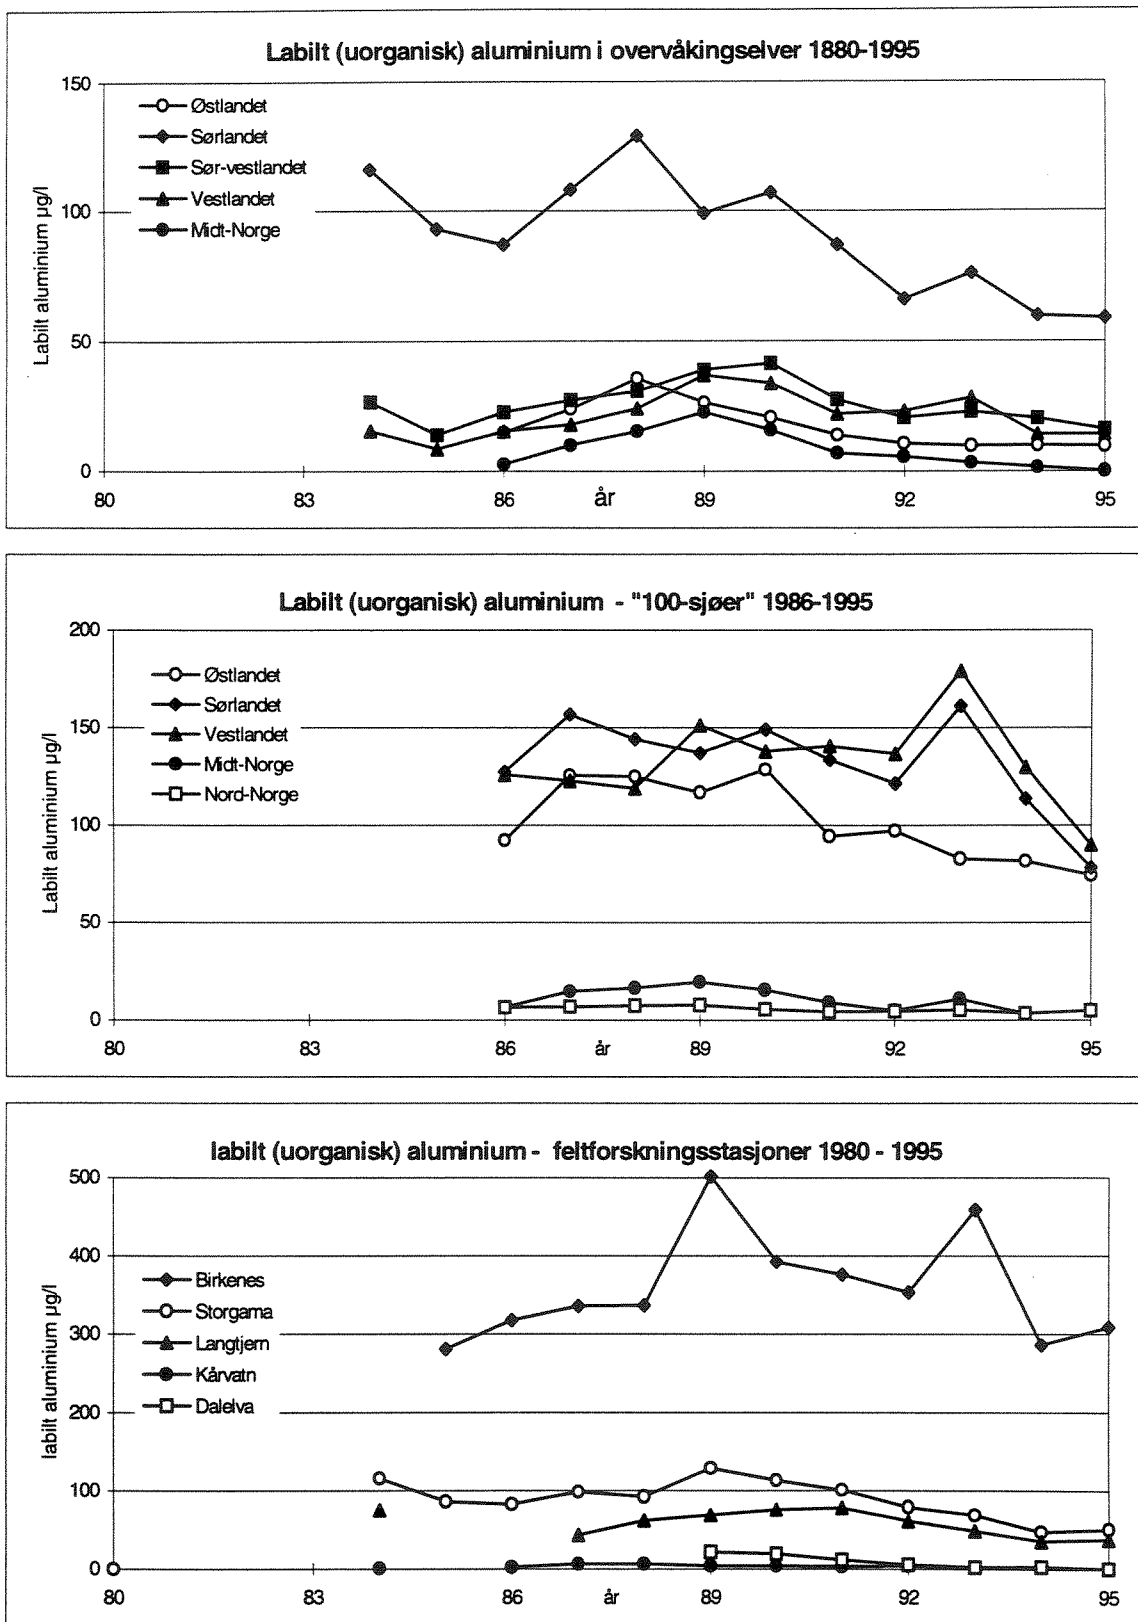 Labilt (uorganisk) aluminium i overvåkingselver 1880-1995
150
100
50
0
Labilt aluminium µg/l
Østlandet
Sørlandet
Sør-vestlandet
Vestlandet
Midt-Norge
80 83 86 år 89 92 95
Labilt (uorganisk) aluminium - "100-sjøer" 1986-1995
200
150
100
50
0
Labilt aluminium µg/l
Østlandet
Sørlandet
Vestlandet
Midt-Norge
Nord-Norge
80 83 86 år 89 92 95
labilt (uorganisk) aluminium - feltforskningsstasjoner 1980 - 1995
500
400
300
200
100
0
labilt aluminium µg/l
Birkenes
Storgama
Langtjern
Kårvatn
Dalelva
80 83 86 år 89 92 95